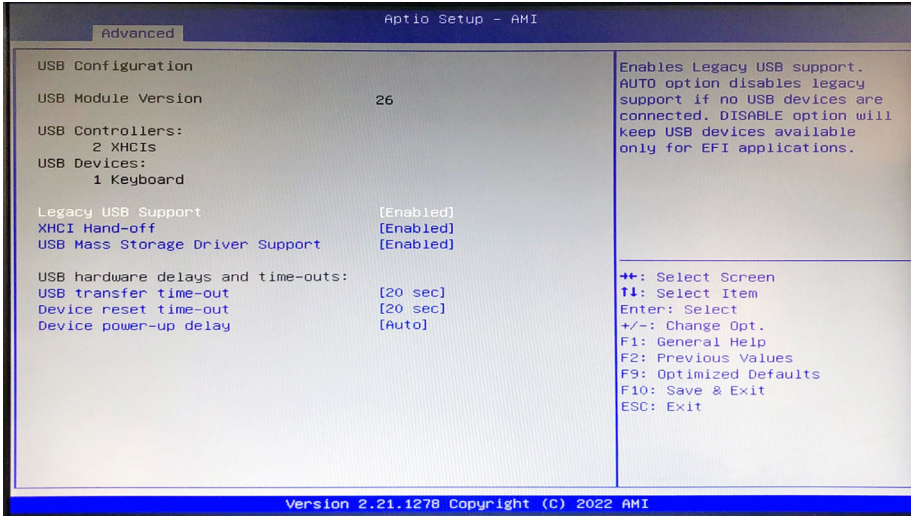 Aptio Setup - AMI
Advanced
USB Configuration
USB Module Version 26
USB Controllers:
2 XHCIs
USB Devices:
1 Keyboard
Legacy USB Support [Enabled]
XHCI Hand-off [Enabled]
USB Mass Storage Driver Support [Enabled]
USB hardware delays and time-outs:
USB transfer time-out [20 sec]
Device reset time-out [20 sec]
Device power-up delay [Auto]
Enables Legacy USB support.
AUTO option disables legacy
support if no USB devices are
connected. DISABLE option will
keep USB devices available
only for EFI applications.
→←: Select Screen
↑↓: Select Item
Enter: Select
+/-: Change Opt.
F1: General Help
F2: Previous Values
F9: Optimized Defaults
F10: Save & Exit
ESC: Exit
Version 2.21.1278 Copyright (C) 2022 AMI